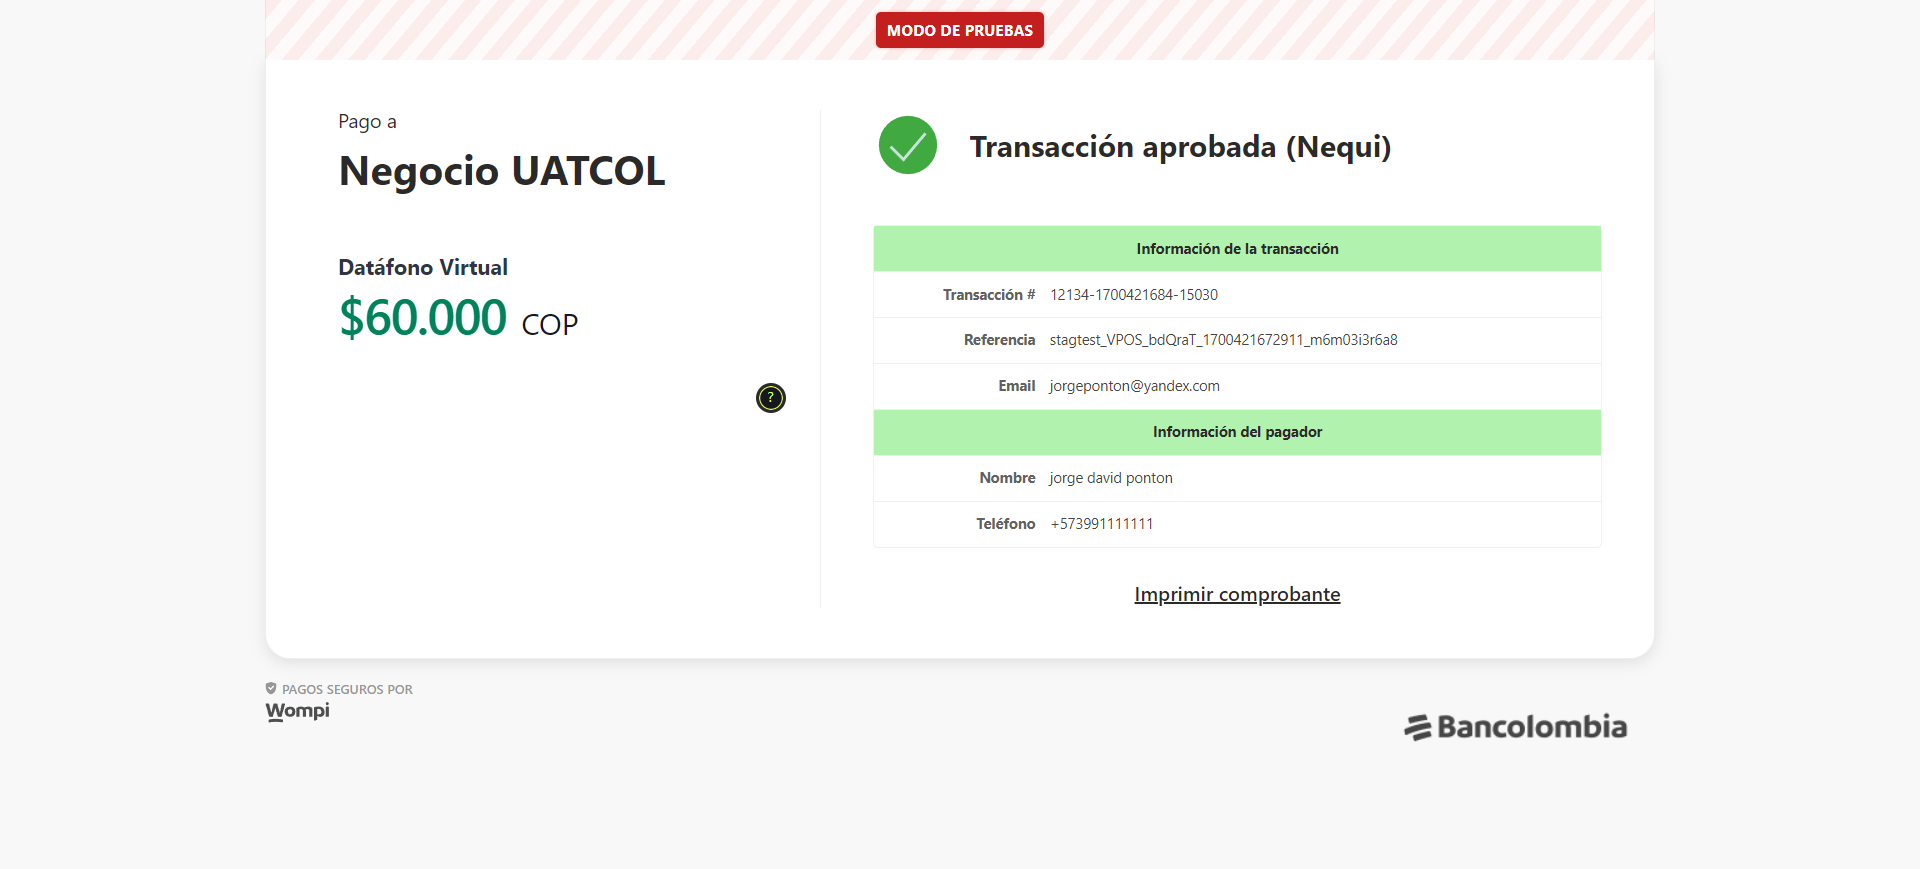 MODO DE PRUEBAS
Pago a
Negocio UATCOL
Datáfono Virtual
$60.000 COP
?
Transacción aprobada (Nequi)
Información de la transacción
Transacción # 12134-1700421684-15030
Referencia stagtest_VPOS_bdQraT_1700421672911_m6m03i3r6a8
Email jorgeponton@yandex.com
Información del pagador
Nombre jorge david ponton
Teléfono +573991111111
Imprimir comprobante
PAGOS SEGUROS POR
Wompi
Bancolombia